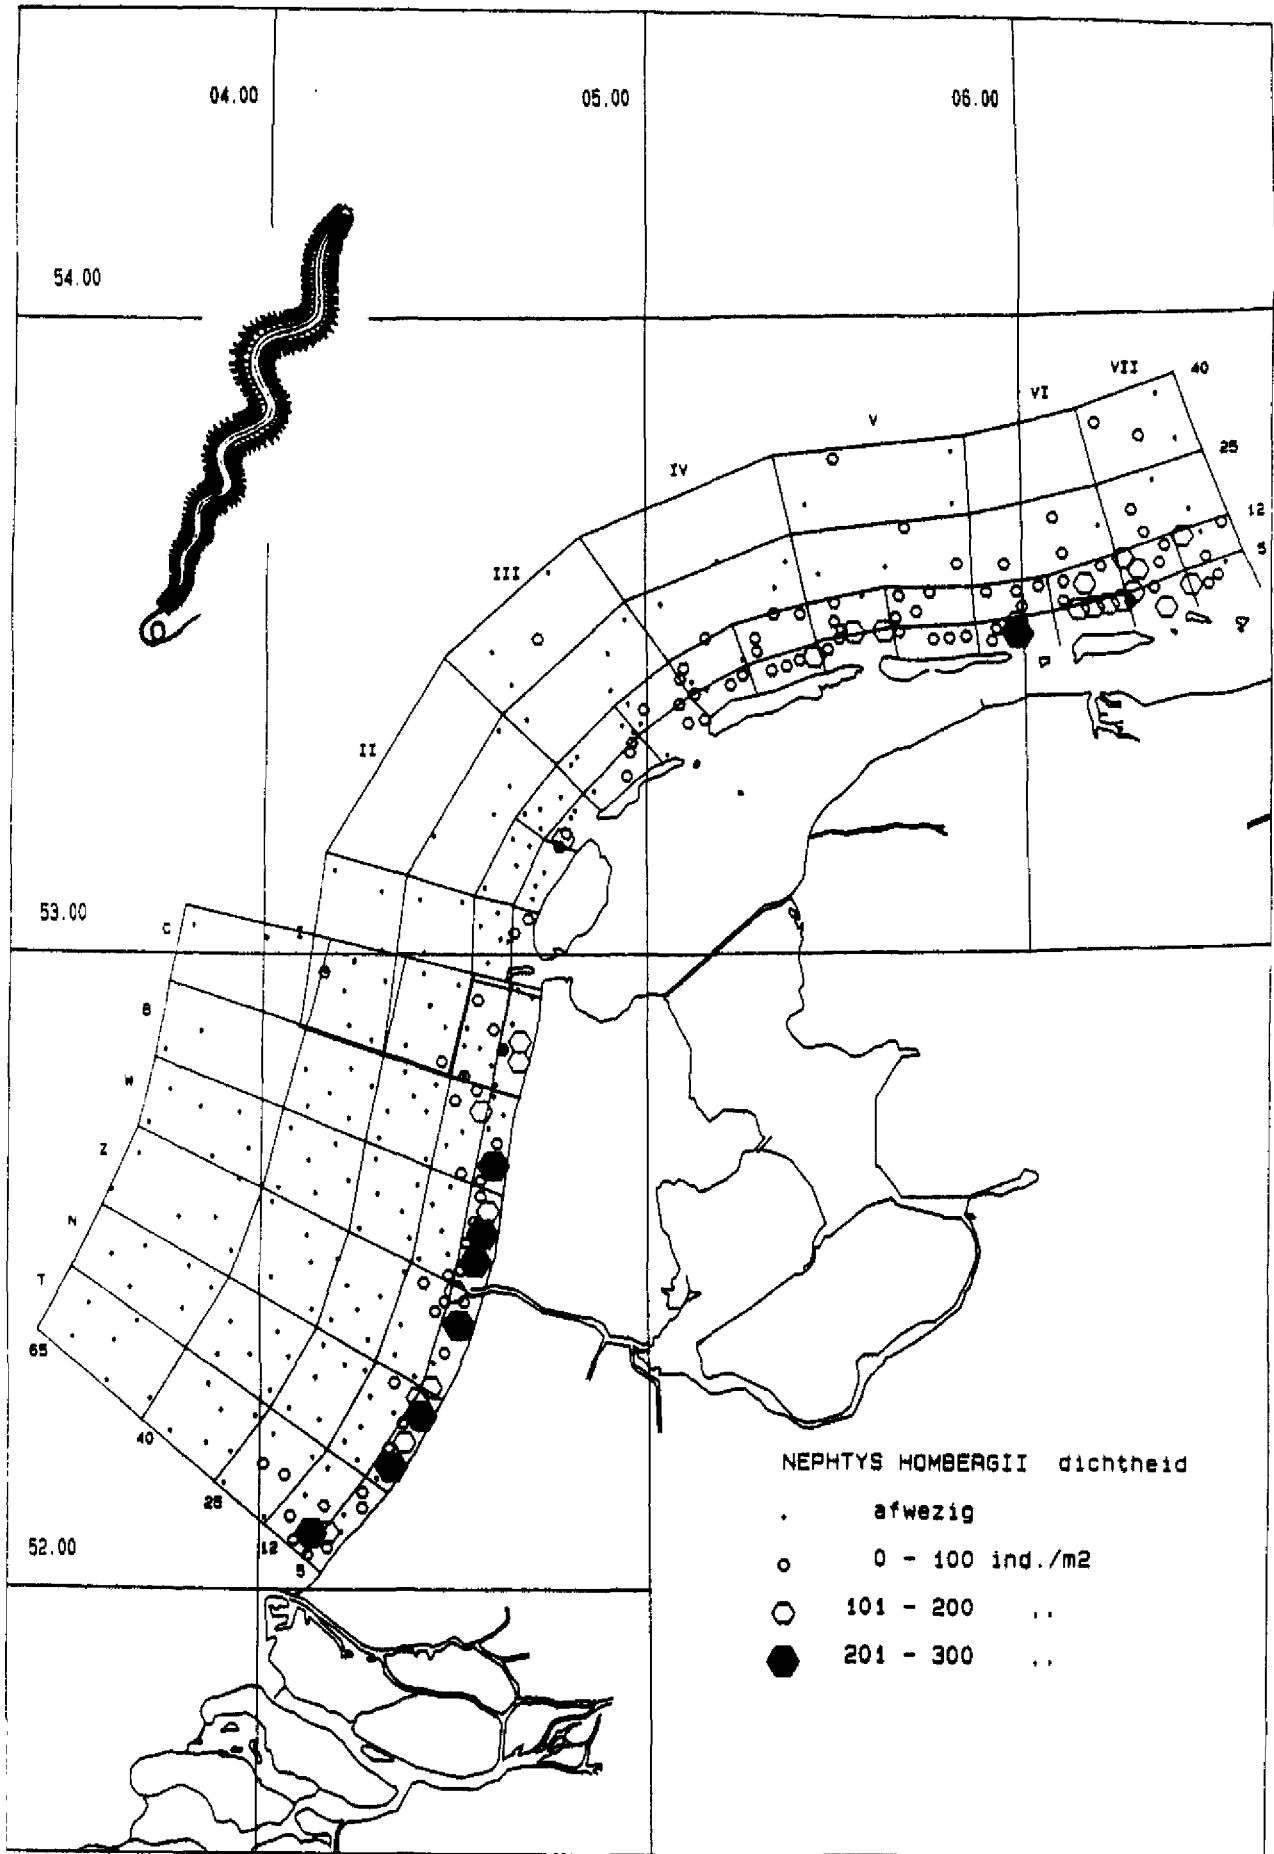 04.00
05.00
06.00
54.00
VII
40
VI
V
25
IV
12
5
III
II
53.00
C
I
B
W
Z
N
T
65
40
25
12
5
52.00
NEPHTYS HOMBERGII dichtheid
. afwezig
0 - 100 ind./m2
101 - 200 ,,
201 - 300 ,,